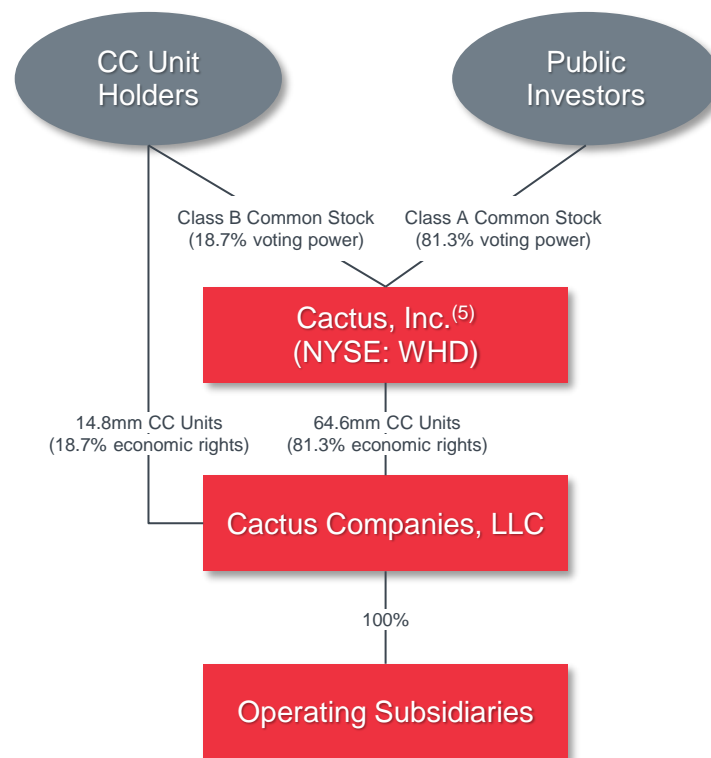 CC Unit
Holders
Public
Investors
Class B Common Stock
(18.7% voting power)
Class A Common Stock
(81.3% voting power)
Cactus, Inc.(5)
(NYSE: WHD)
14.8mm CC Units
(18.7% economic rights)
64.6mm CC Units
(81.3% economic rights)
Cactus Companies, LLC
100%
Operating Subsidiaries